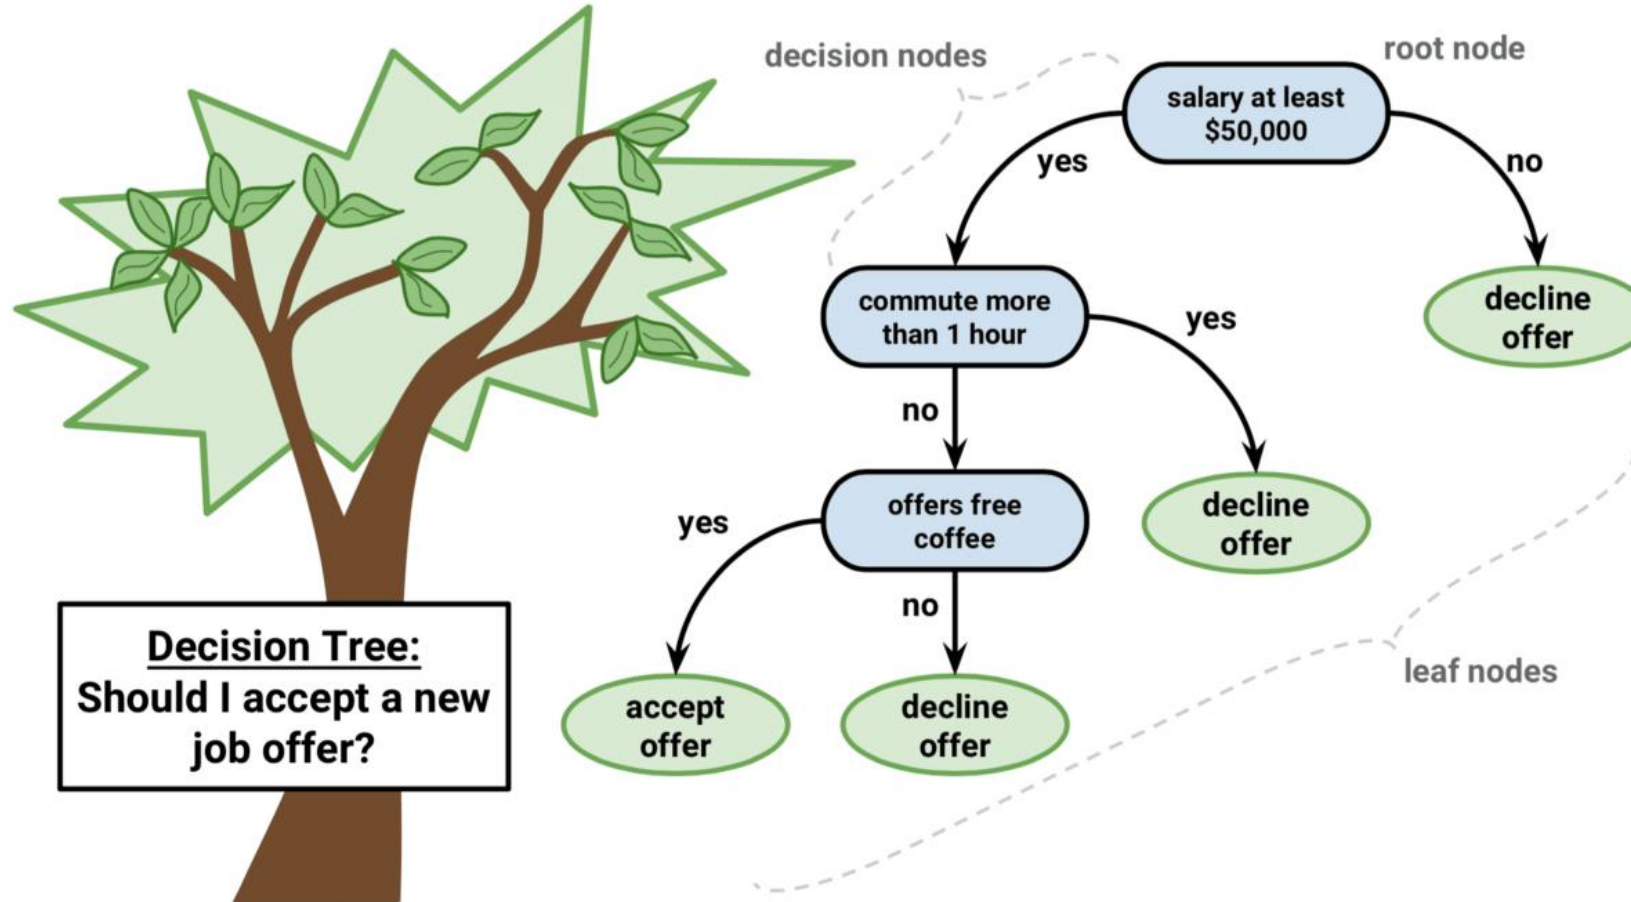 decision nodes
root node
salary at least
$50,000
yes
no
commute more
than 1 hour
yes
decline
offer
no
offers free
coffee
decline
offer
yes
no
leaf nodes
accept
offer
decline
offer
Decision Tree:
Should I accept a new
job offer?